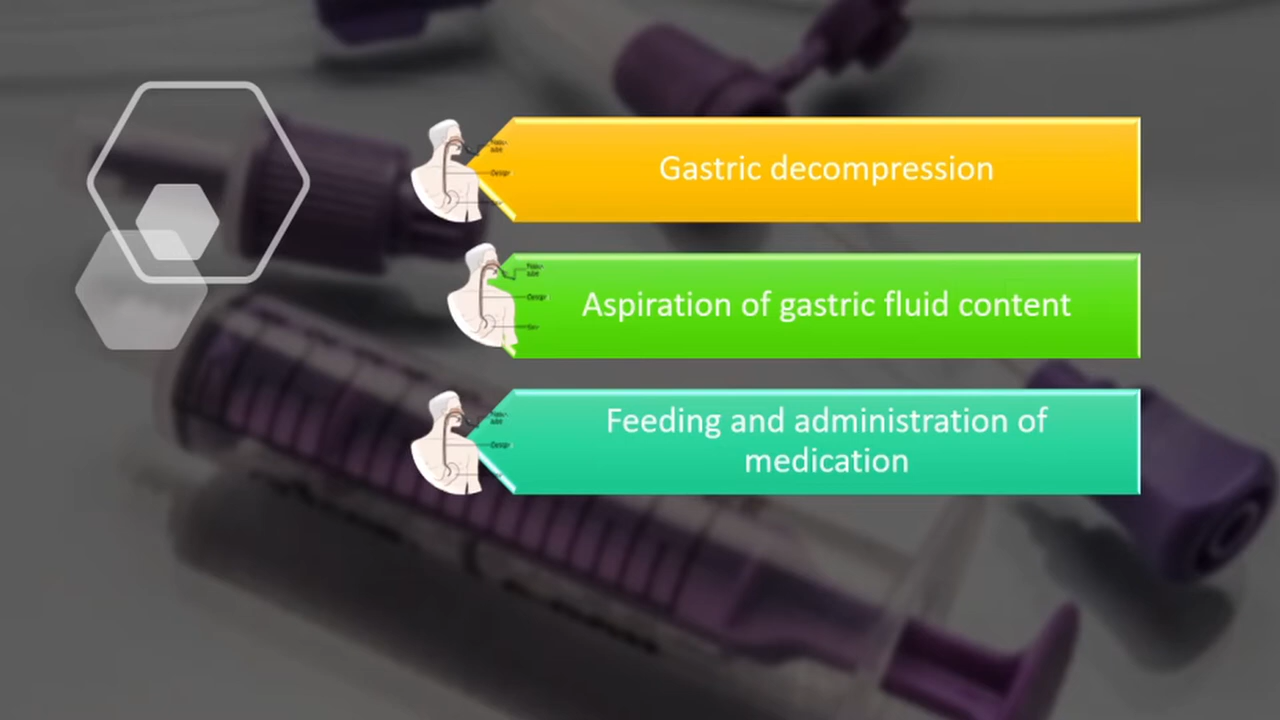 Gastric decompression
Aspiration of gastric fluid content
Feeding and administration of
medication